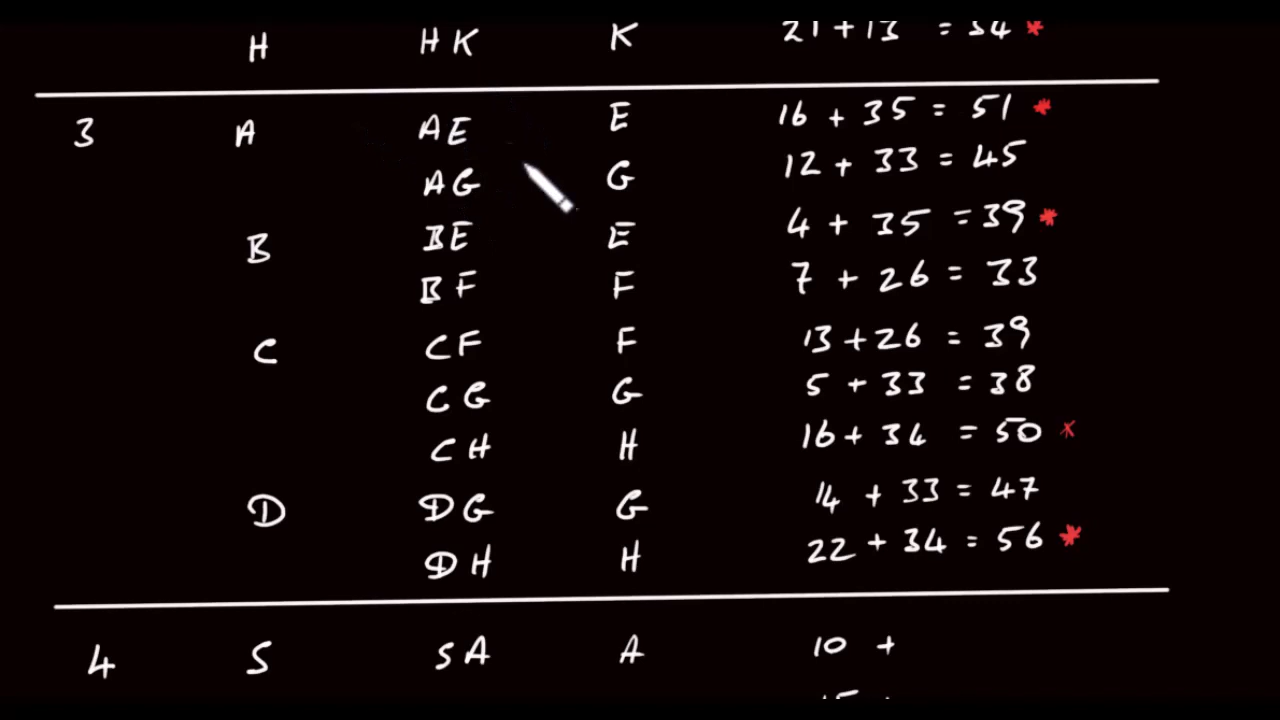 H HK K 21 + 13 = 34 *
3 A AE E 16 + 35 = 51 *
AG G 12 + 33 = 45
B BE E 4 + 35 = 39 *
BF F 7 + 26 = 33
C CF F 13 + 26 = 39
CG G 5 + 33 = 38
CH H 16 + 34 = 50 *
D DG G 14 + 33 = 47
DH H 22 + 34 = 56 *
4 S SA A 10 +